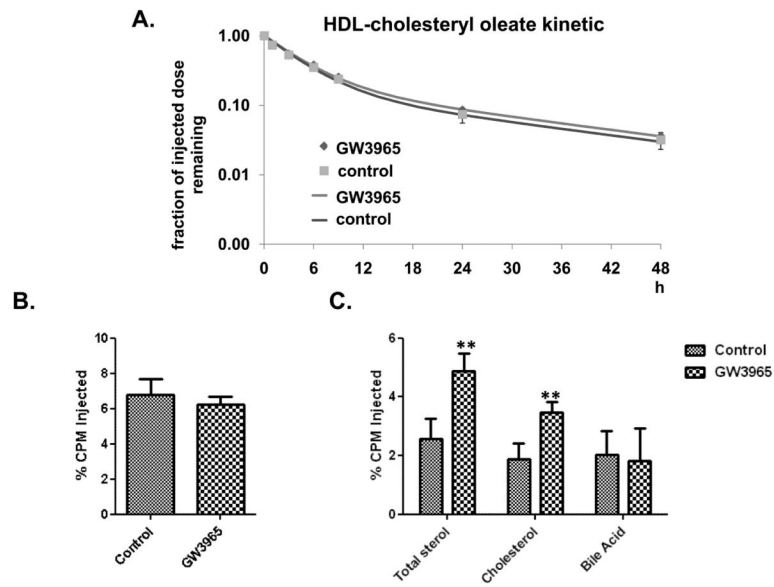 A.
HDL-cholesteryl oleate kinetic
fraction of injected dose
remaining
1.00
0.10
0.01
0.00
GW3965
control
GW3965
control
0 6 12 18 24 30 36 42 48
h
B.
% CPM Injected
10
8
6
4
2
0
Control
GW3965
C.
% CPM Injected
6
4
2
0
**
**
Total sterol
Cholesterol
Bile Acid
Control
GW3965